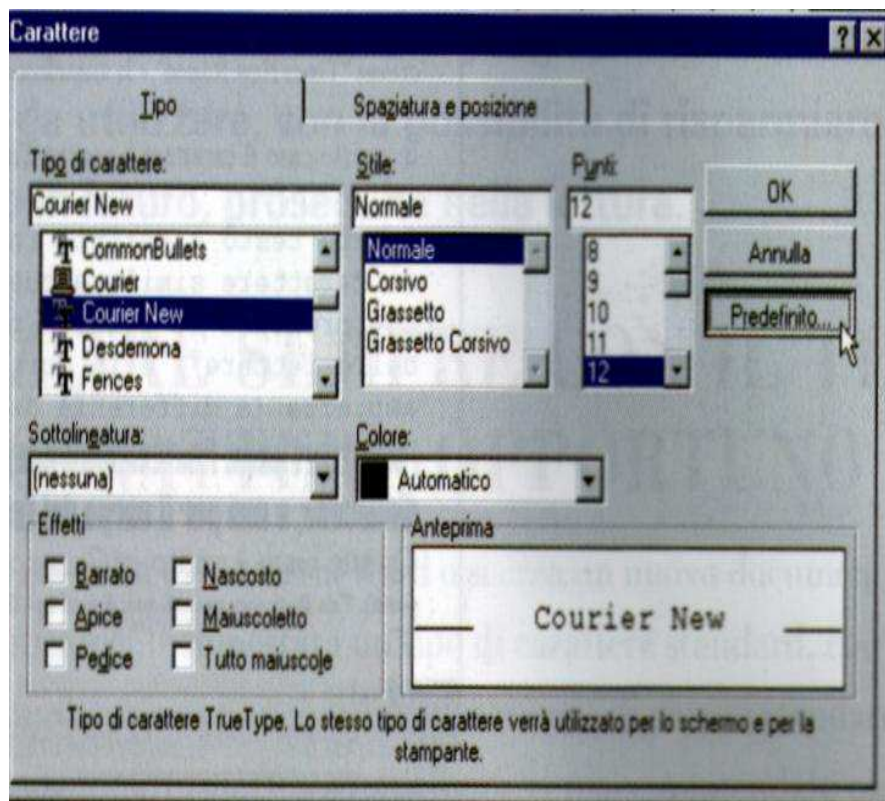 Carattere
Tipo
Spaziatura e posizione
Tipo di carattere:
Stile:
Punti:
Courier New
Normale
12
OK
CommonBullets
Courier
Courier New
Desdemona
Fences
Normale
Corsivo
Grassetto
Grassetto Corsivo
8
9
10
11
12
Annulla
Predefinito...
Sottolineatura:
Colore:
(nessuna)
Automatico
Effetti
Anteprima
Barrato
Nascosto
Apice
Maiuscoletto
Pedice
Tutto maiuscole
Courier New
Tipo di carattere TrueType. Lo stesso tipo di carattere verrà utilizzato per lo schermo e per la
stampante.